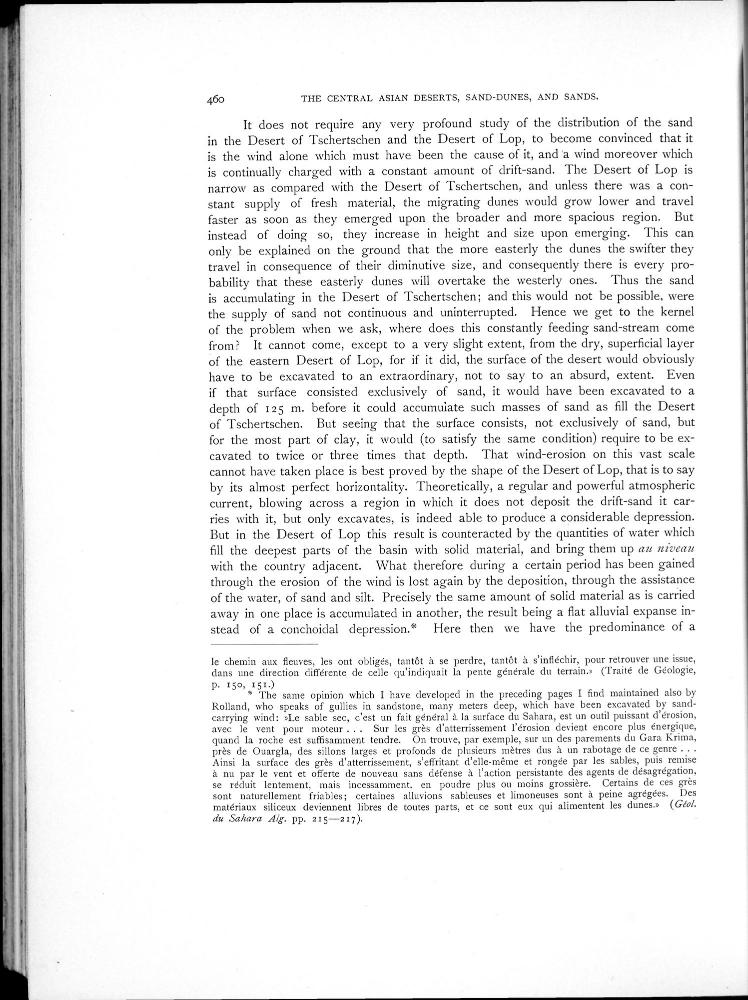 460
THE CENTRAL ASIAN DESERTS, SAND-DUNES, AND SANDS.
It does not require any very profound study of the distribution of the sand
in the Desert of Tschertschen and the Desert of Lop, to become convinced that it
is the wind alone which must have been the cause of it, and a wind moreover which
is continually charged with a constant amount of drift-sand. The Desert of Lop is
narrow as compared with the Desert of Tschertschen, and unless there was a con-
stant supply of fresh material, the migrating dunes would grow lower and travel
faster as soon as they emerged upon the broader and more spacious region. But
instead of doing so, they increase in height and size upon emerging. This can
only be explained on the ground that the more easterly the dunes the swifter they
travel in consequence of their diminutive size, and consequently there is every pro-
bability that these easterly dunes will overtake the westerly ones. Thus the sand
is accumulating in the Desert of Tschertschen; and this would not be possible, were
the supply of sand not continuous and uninterrupted. Hence we get to the kernel
of the problem when we ask, where does this constantly feeding sand-stream come
from? It cannot come, except to a very slight extent, from the dry, superficial layer
of the eastern Desert of Lop, for if it did, the surface of the desert would obviously
have to be excavated to an extraordinary, not to say to an absurd, extent. Even
if that surface consisted exclusively of sand, it would have been excavated to a
depth of 125 m. before it could accumulate such masses of sand as fill the Desert
of Tschertschen. But seeing that the surface consists, not exclusively of sand, but
for the most part of clay, it would (to satisfy the same condition) require to be ex-
cavated to twice or three times that depth. That wind-erosion on this vast scale
cannot have taken place is best proved by the shape of the Desert of Lop, that is to say
by its almost perfect horizontality. Theoretically, a regular and powerful atmospheric
current, blowing across a region in which it does not deposit the drift-sand it car-
ries with it, but only excavates, is indeed able to produce a considerable depression.
But in the Desert of Lop this result is counteracted by the quantities of water which
fill the deepest parts of the basin with solid material, and bring them up au niveau
with the country adjacent. What therefore during a certain period has been gained
through the erosion of the wind is lost again by the deposition, through the assistance
of the water, of sand and silt. Precisely the same amount of solid material as is carried
away in one place is accumulated in another, the result being a flat alluvial expanse in-
stead of a conchoidal depression.* Here then we have the predominance of a
le chemin aux fleuves, les ont obligés, tantôt à se perdre, tantôt à s'infléchir, pour retrouver une issue,
dans une direction différente de celle qu'indiquait la pente générale du terrain.» (Traité de Géologie,
p. 150, 151.)
* The same opinion which I have developed in the preceding pages I find maintained also by
Rolland, who speaks of gullies in sandstone, many meters deep, which have been excavated by sand-
carrying wind: »Le sable sec, c'est un fait général à la surface du Sahara, est un outil puissant d'érosion,
avec le vent pour moteur . . . Sur les grès d'atterrissement l'érosion devient encore plus énergique,
quand la roche est suffisamment tendre. On trouve, par exemple, sur un des parements du Gara Krima,
près de Ouargla, des sillons larges et profonds de plusieurs mètres dus à un rabotage de ce genre . . .
Ainsi la surface des grès d'atterrissement, s'effritant d'elle-même et rongée par les sables, puis remise
à nu par le vent et offerte de nouveau sans défense à l'action persistante des agents de désagrégation,
se réduit lentement, mais incessamment, en poudre plus ou moins grossière. Certains de ces grès
sont naturellement friables; certaines alluvions sableuses et limoneuses sont à peine agrégées. Des
matériaux siliceux deviennent libres de toutes parts, et ce sont eux qui alimentent les dunes.» (Géol.
du Sahara Alg. pp. 215—217).